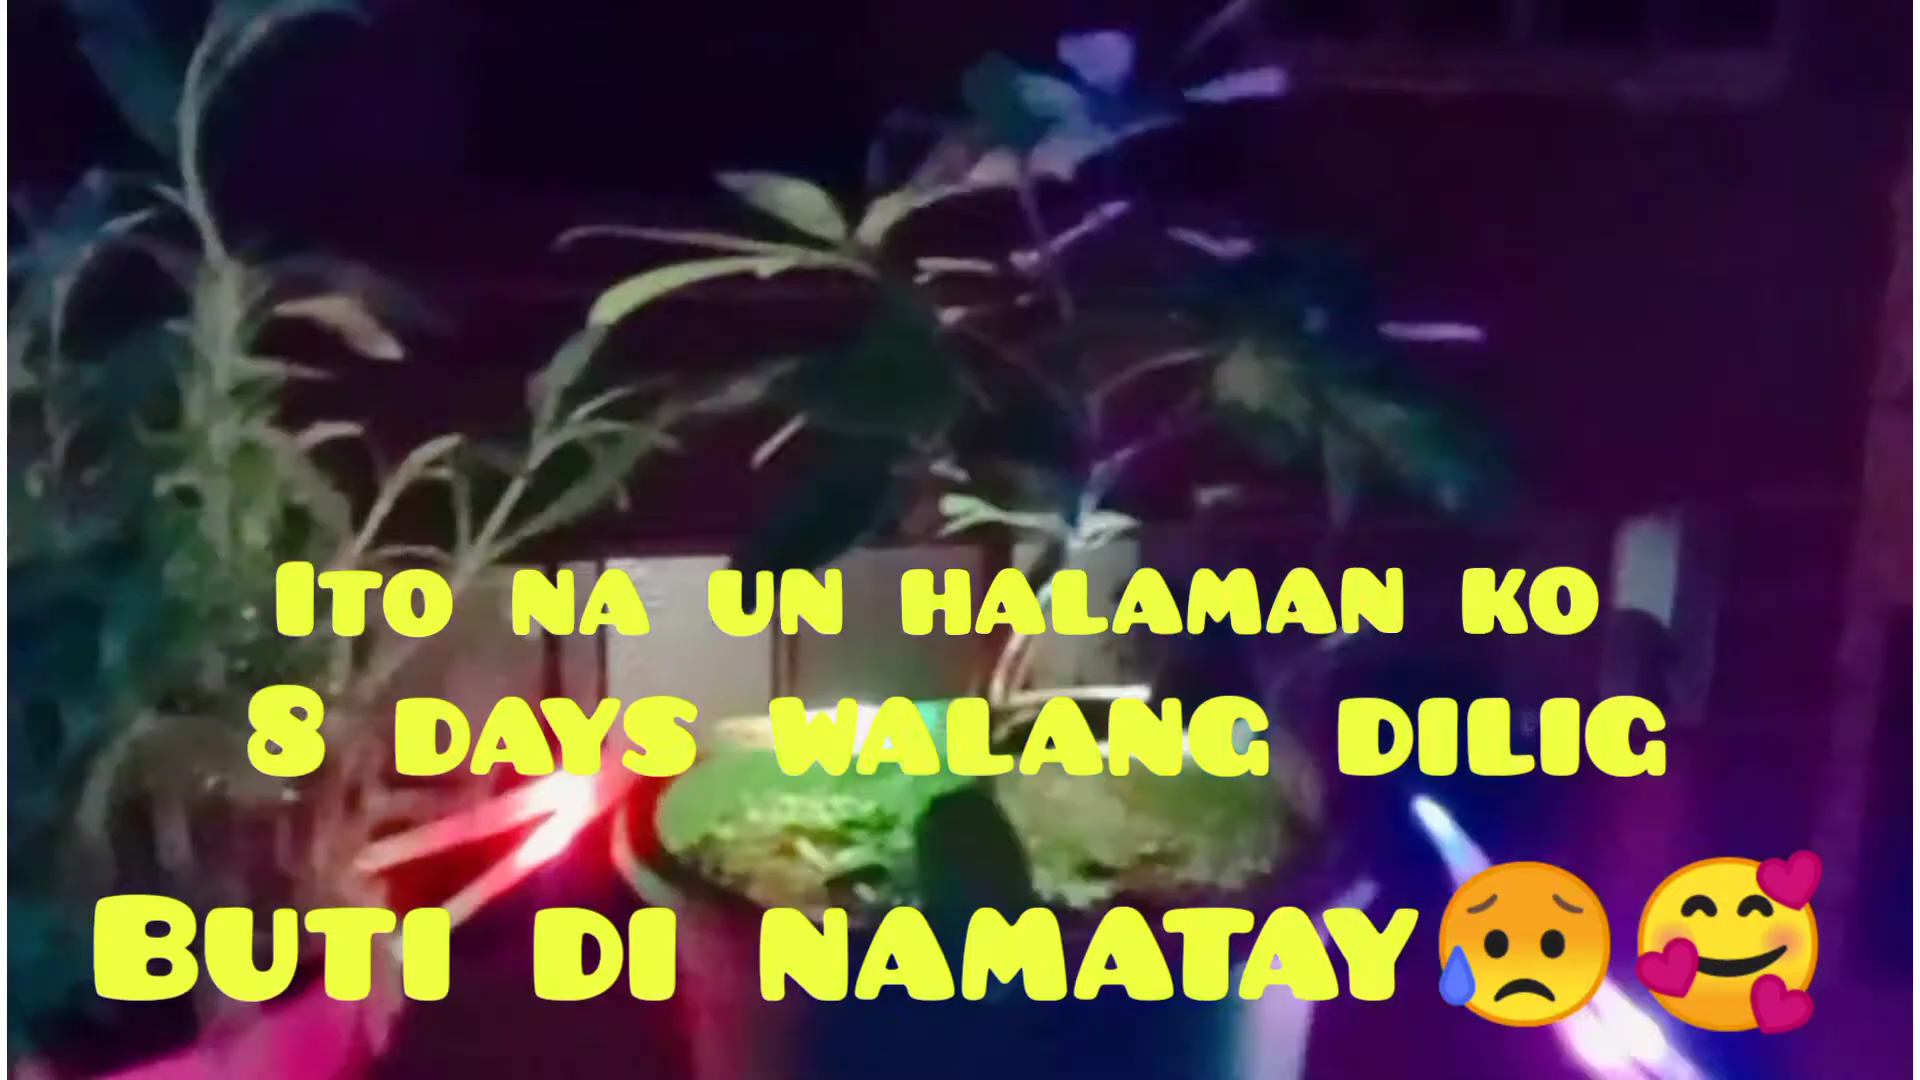 Ito na un halaman ko
8 days walang dilig
Buti di namatay😥🥰